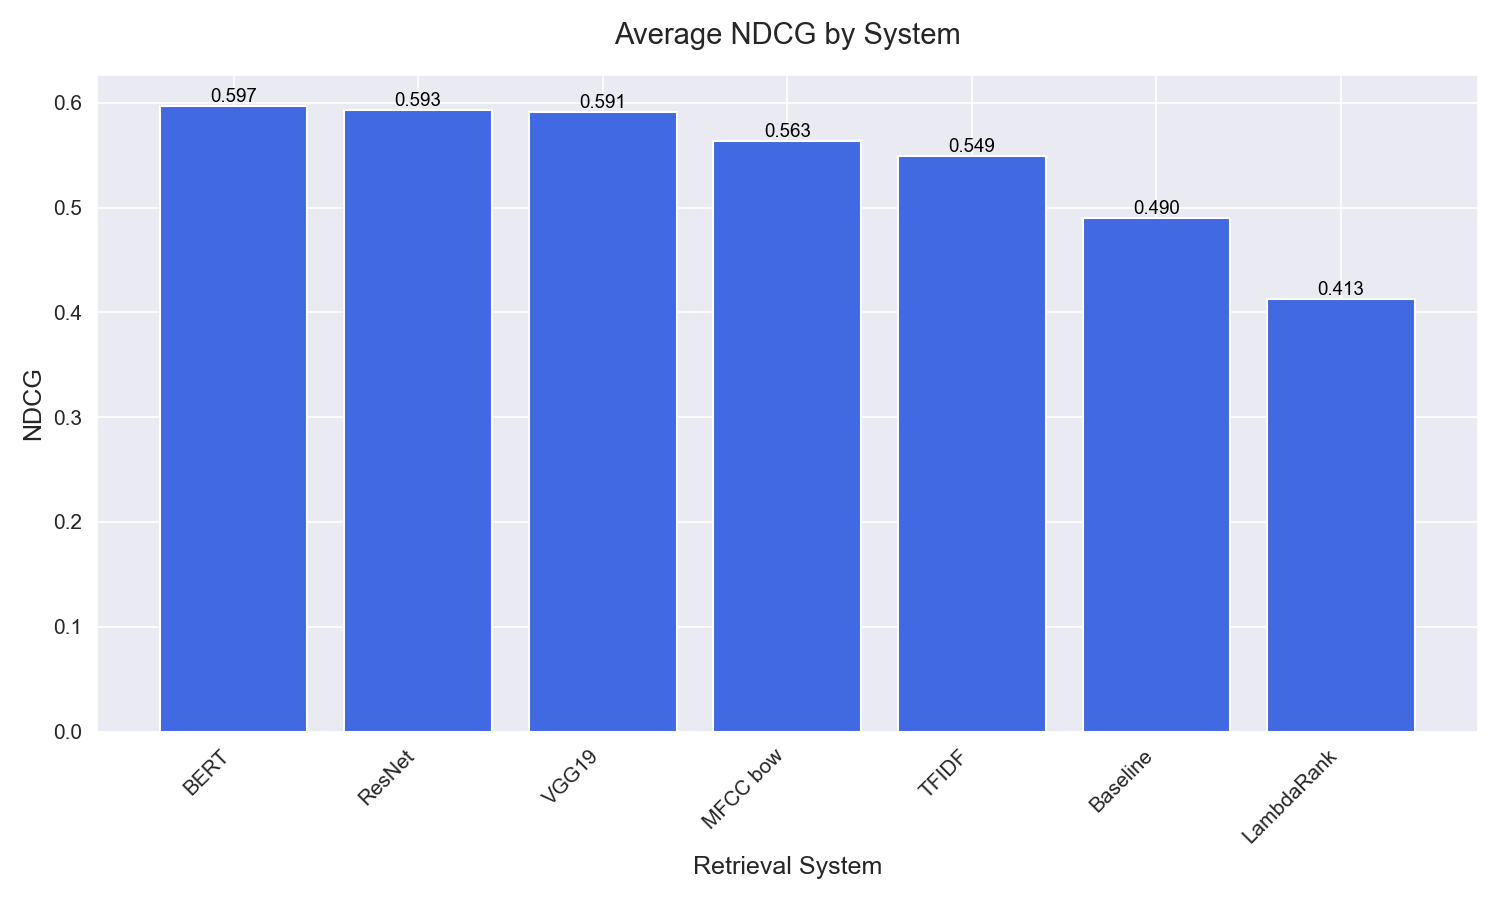 Average NDCG by System
NDCG
0.6
0.5
0.4
0.3
0.2
0.1
0.0
0.597
0.593
0.591
0.563
0.549
0.490
0.413
BERT
ResNet
VGG19
MFCC bow
TFIDF
Baseline
LambdaRank
Retrieval System